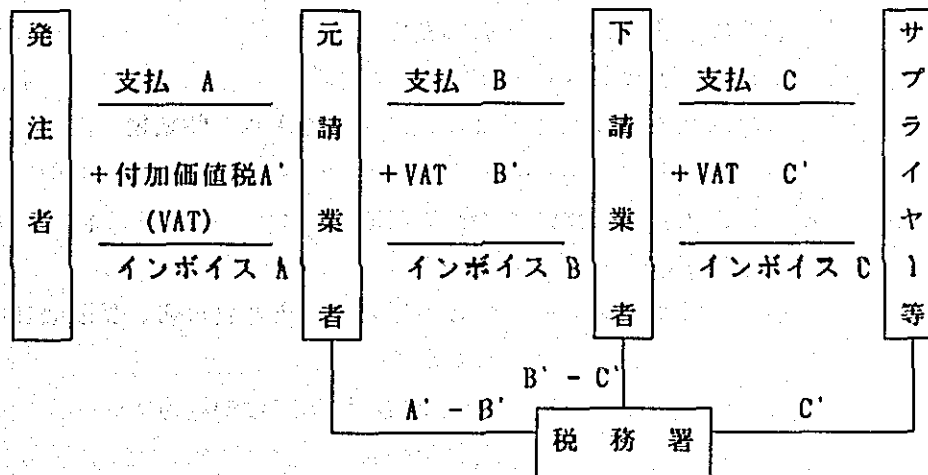 発注者
支払 A
+付加価値税A'
(VAT)
インボイス A
元請業者
支払 B
+VAT B'
インボイス B
下請業者
支払 C
+VAT C'
インボイス C
サプライヤー等
A' - B'
B' - C'
C'
税務署